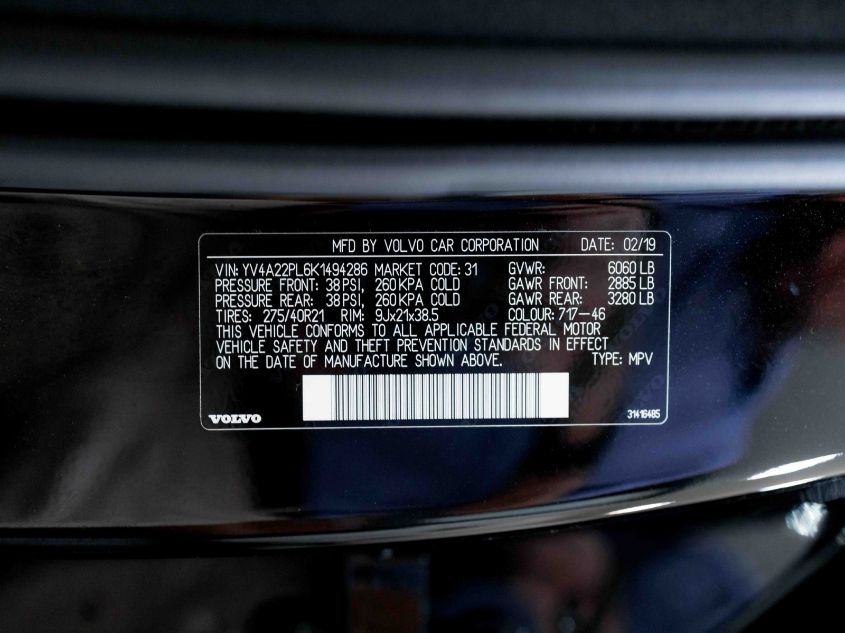 MFD BY VOLVO CAR CORPORATION DATE: 02/19
VIN: YV4A22PL6K1494286 MARKET CODE: 31 GVWR: 6060 LB
PRESSURE FRONT: 38 PSI, 260 KPA COLD GAWR FRONT: 2885 LB
PRESSURE REAR: 38 PSI, 260 KPA COLD GAWR REAR: 3280 LB
TIRES: 275/40R21 RIM: 9Jx21x38.5 COLOUR: 717-46
THIS VEHICLE CONFORMS TO ALL APPLICABLE FEDERAL MOTOR
VEHICLE SAFETY AND THEFT PREVENTION STANDARDS IN EFFECT
ON THE DATE OF MANUFACTURE SHOWN ABOVE. TYPE: MPV
VOLVO 31416485